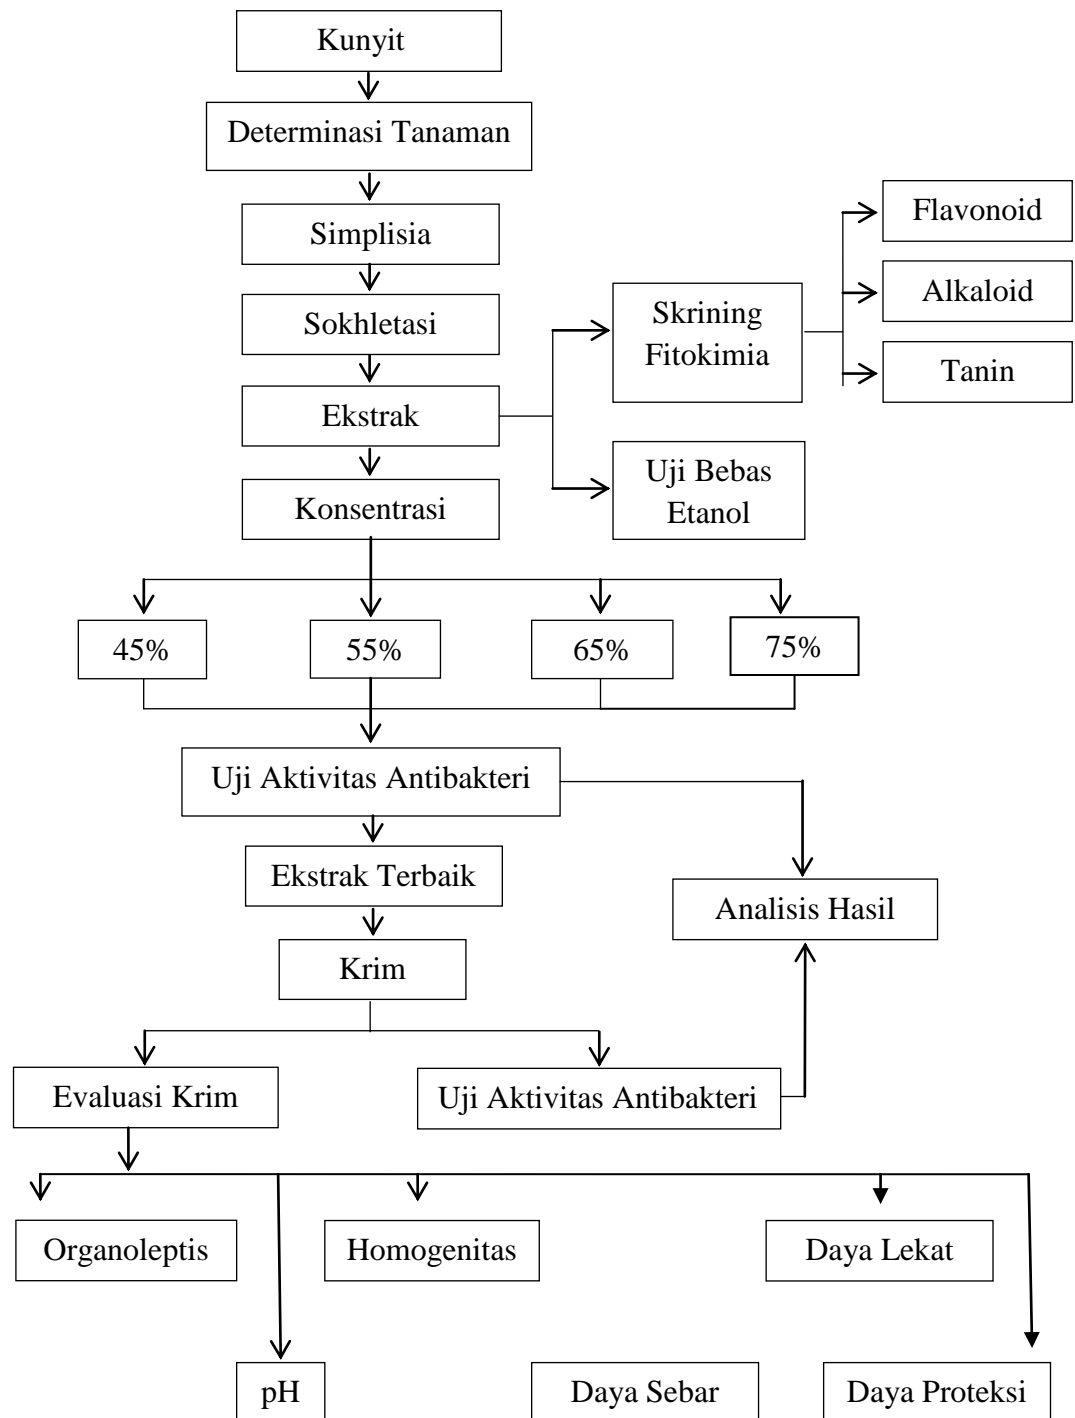 Kunyit
Determinasi Tanaman
Simplisia
Flavonoid
Sokhletasi
Skrining
Fitokimia
Alkaloid
Tanin
Ekstrak
Uji Bebas
Etanol
Konsentrasi
45%
55%
65%
75%
Uji Aktivitas Antibakteri
Ekstrak Terbaik
Analisis Hasil
Krim
Evaluasi Krim
Uji Aktivitas Antibakteri
Organoleptis
Homogenitas
Daya Lekat
pH
Daya Sebar
Daya Proteksi